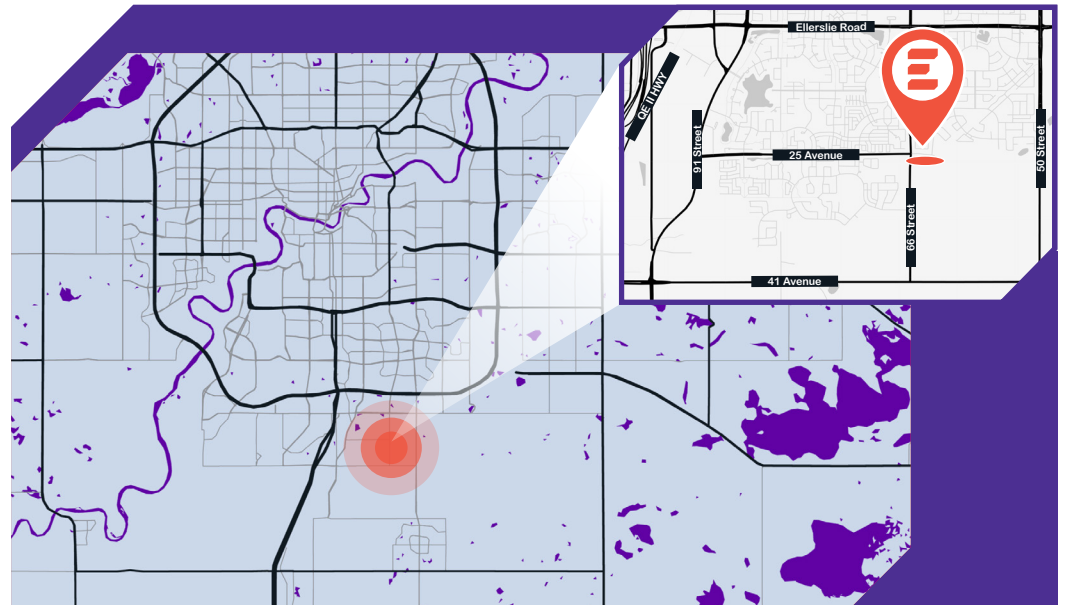 Ellerslie Road
QE II HWY
91 Street
25 Avenue
50 Street
66 Street
41 Avenue